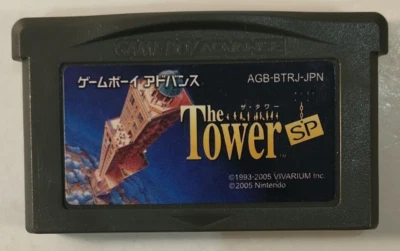 GAME BOY ADVANCE
ゲームボーイ アドバンス
AGB-BTRJ-JPN
The
ザ・タワー
Tower SP
TM
©1993-2005 VIVARIUM Inc.
©2005 Nintendo